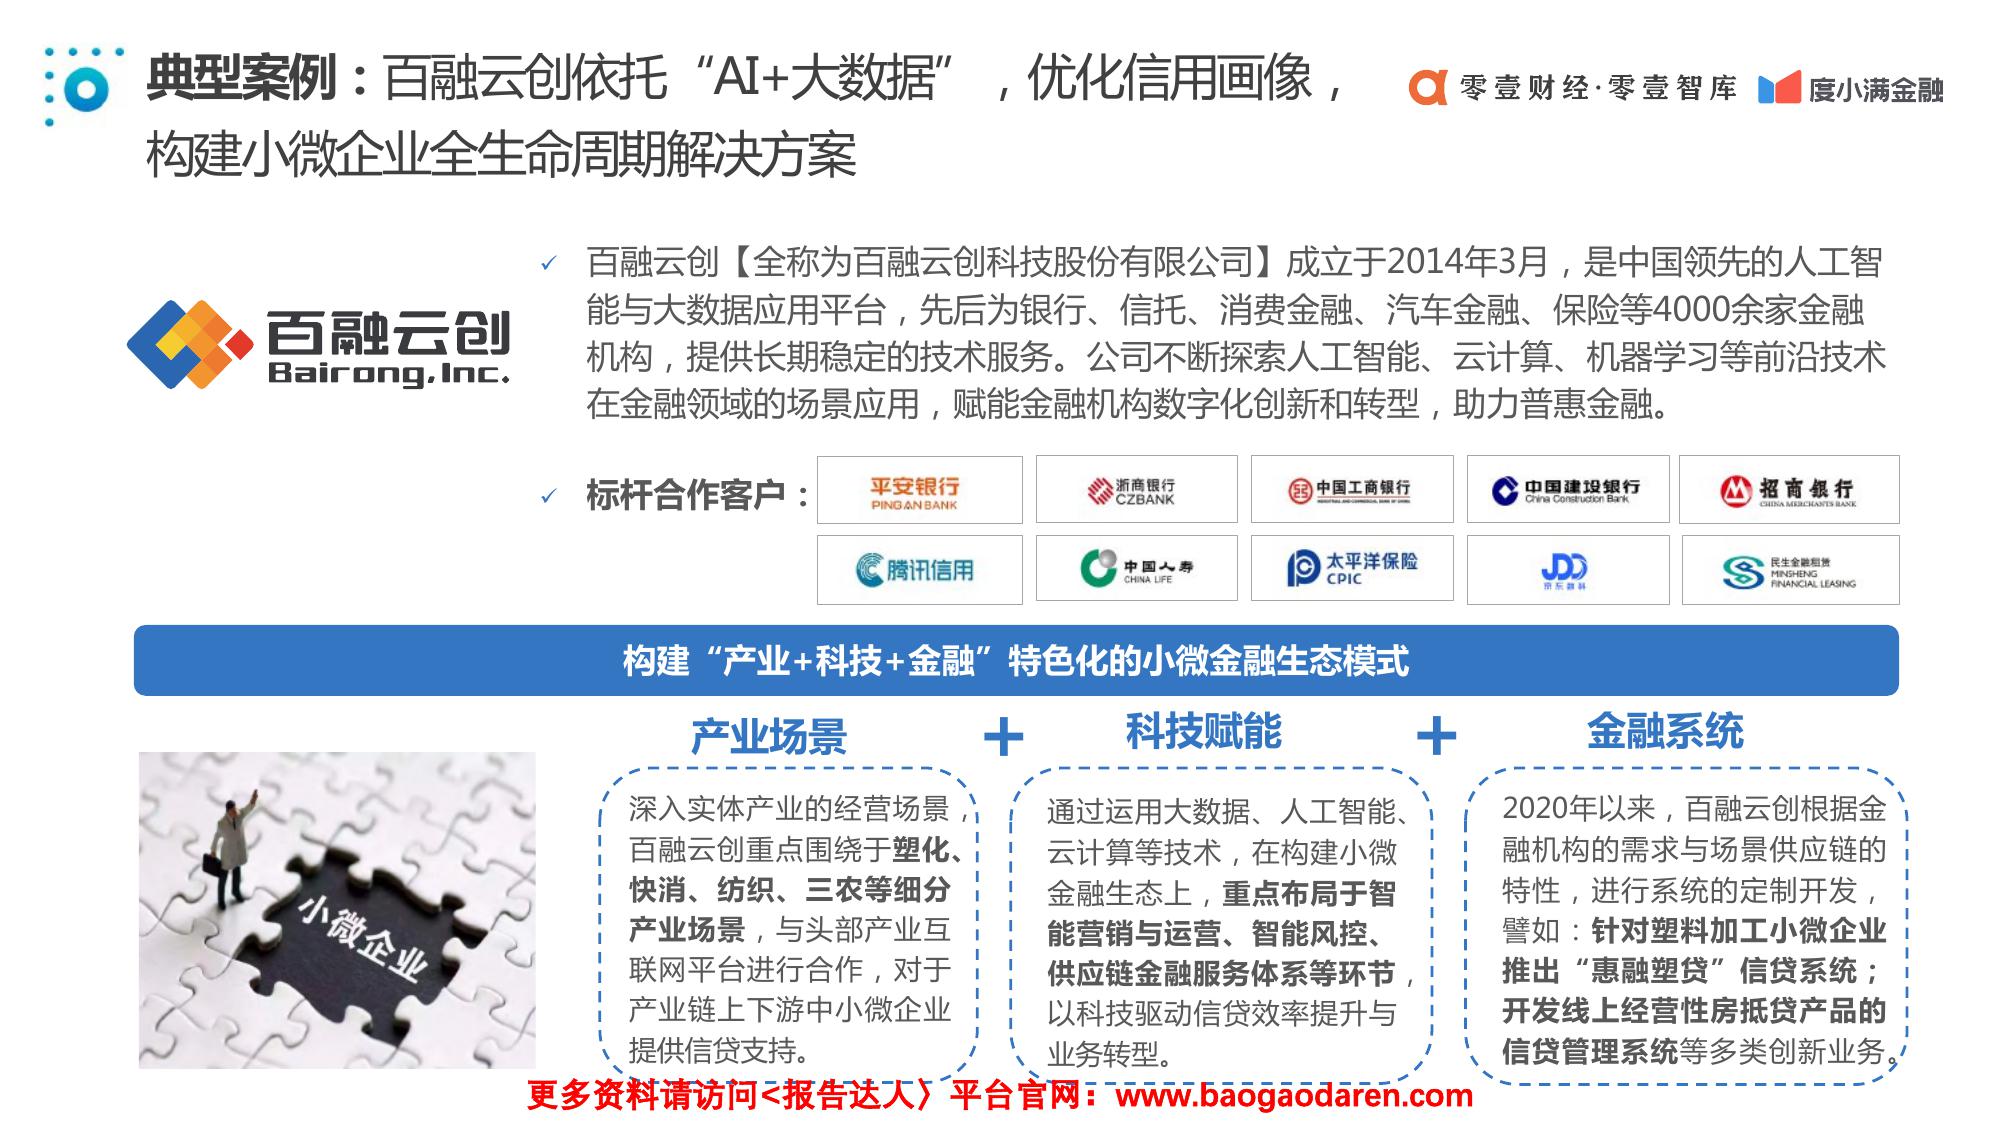 典型案例：百融云创依托“AI+大数据”，优化信用画像，
构建小微企业全生命周期解决方案
零壹财经·零壹智库
度小满金融
百融云创
Bairong,Inc.
百融云创【全称为百融云创科技股份有限公司】成立于2014年3月，是中国领先的人工智
能与大数据应用平台，先后为银行、信托、消费金融、汽车金融、保险等4000余家金融
机构，提供长期稳定的技术服务。公司不断探索人工智能、云计算、机器学习等前沿技术
在金融领域的场景应用，赋能金融机构数字化创新和转型，助力普惠金融。
标杆合作客户：
平安银行
PINGAN BANK
浙商银行
CZBANK
中国工商银行
INDUSTRIAL AND COMMERCIAL BANK OF CHINA
中国建设银行
China Construction Bank
招商银行
CHINA MERCHANTS BANK
腾讯信用
中国人寿
CHINA LIFE
太平洋保险
CPIC
JDD
京东数科
民生金融租赁
MINSHENG
FINANCIAL LEASING
构建“产业+科技+金融”特色化的小微金融生态模式
产业场景
+
科技赋能
+
金融系统
小微企业
深入实体产业的经营场景，
百融云创重点围绕于塑化、
快消、纺织、三农等细分
产业场景，与头部产业互
联网平台进行合作，对于
产业链上下游中小微企业
提供信贷支持。
通过运用大数据、人工智能、
云计算等技术，在构建小微
金融生态上，重点布局于智
能营销与运营、智能风控、
供应链金融服务体系等环节，
以科技驱动信贷效率提升与
业务转型。
2020年以来，百融云创根据金
融机构的需求与场景供应链的
特性，进行系统的定制开发，
譬如：针对塑料加工小微企业
推出“惠融塑贷”信贷系统；
开发线上经营性房抵贷产品的
信贷管理系统等多类创新业务。
更多资料请访问<报告达人〉平台官网：www.baogaodaren.com